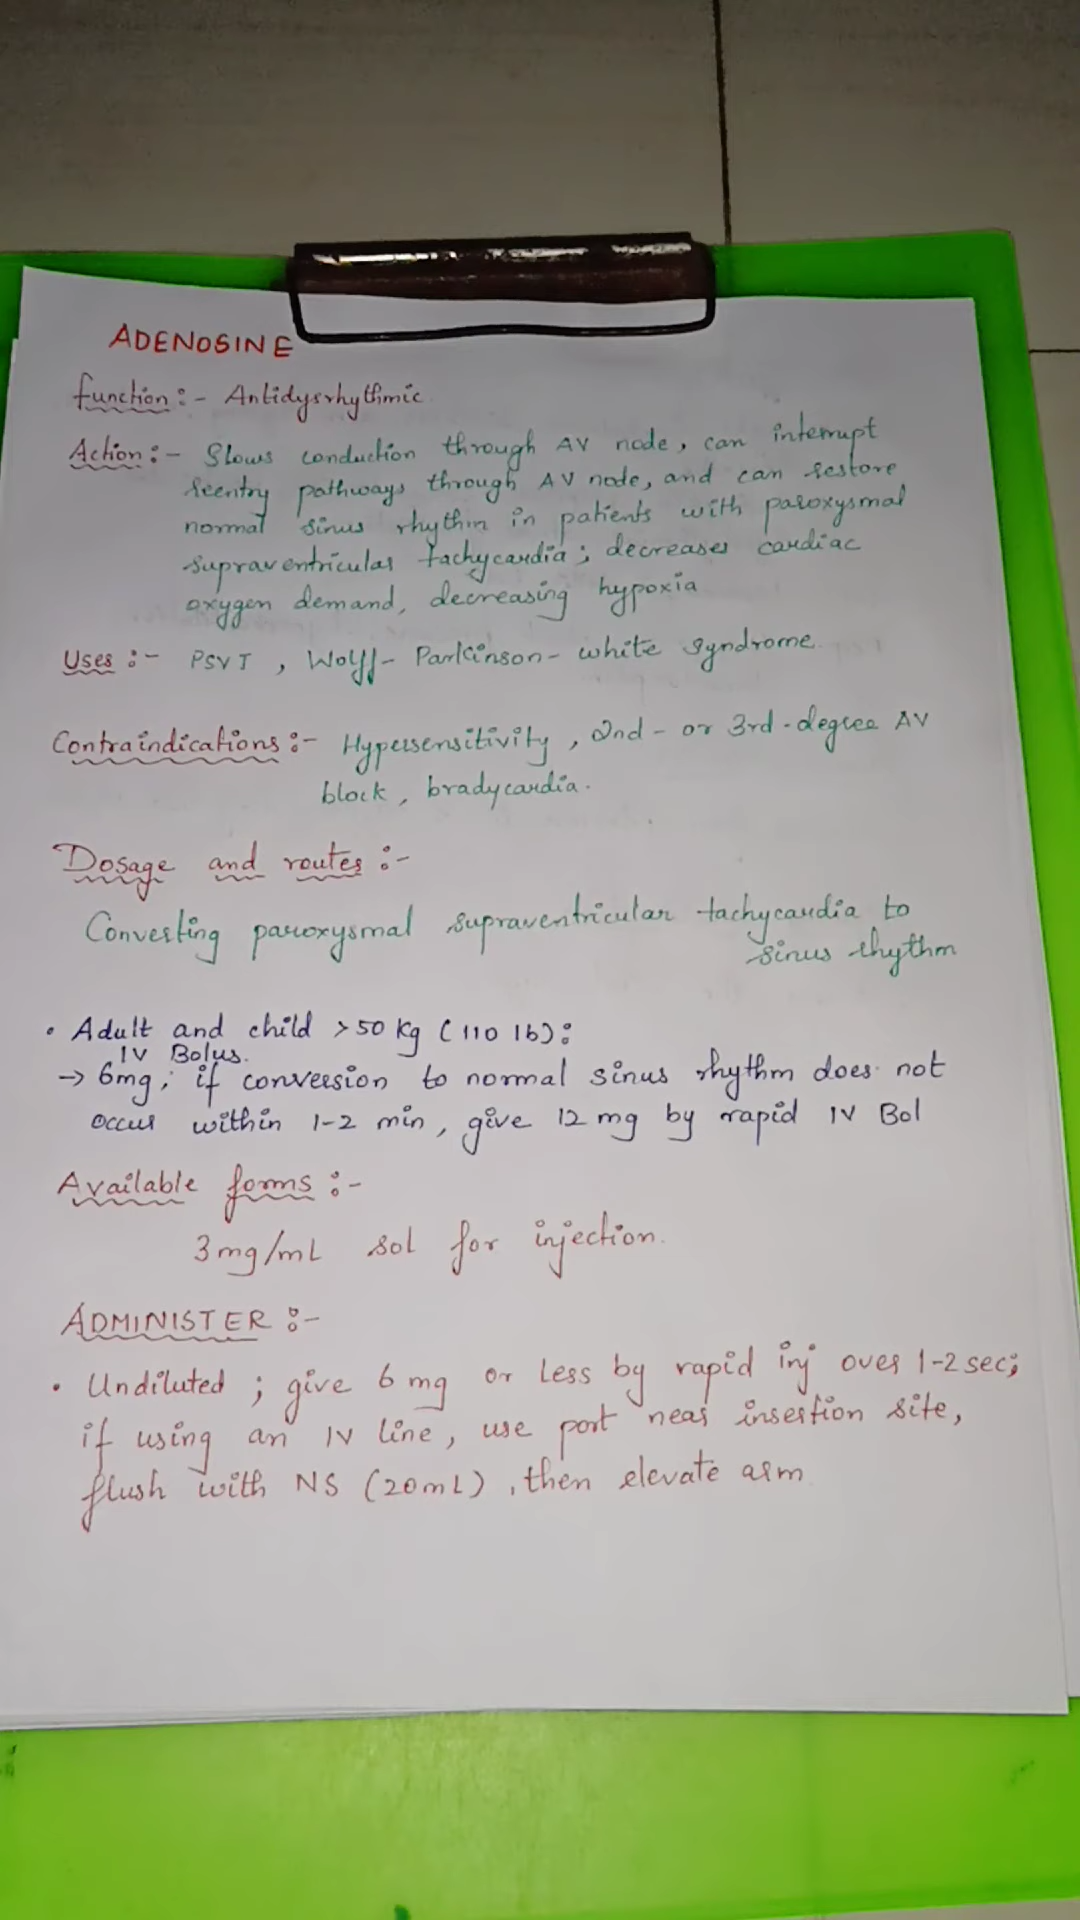 ADENOSINE
function :- Antidysrhythmic
Action :- Slows conduction through AV node, can interrupt
reentry pathways through AV node, and can restore
normal sinus rhythm in patients with paroxysmal
supraventricular tachycardia; decreases cardiac
oxygen demand, decreasing hypoxia
Uses :- PSVT, Wolff-Parkinson-white syndrome.
Contraindications :- Hypersensitivity, 2nd- or 3rd-degree AV
block, bradycardia.
Dosage and routes :-
Converting paroxysmal supraventricular tachycardia to
sinus rhythm
• Adult and child >50 kg (110 lb):
IV Bolus.
→ 6mg; if conversion to normal sinus rhythm does not
occur within 1-2 min, give 12 mg by rapid IV Bol
Available forms :-
3mg/mL sol for injection.
ADMINISTER :-
• Undiluted; give 6 mg or Less by rapid inj over 1-2 sec;
if using an IV line, use port near insertion site,
flush with NS (20mL), then elevate arm